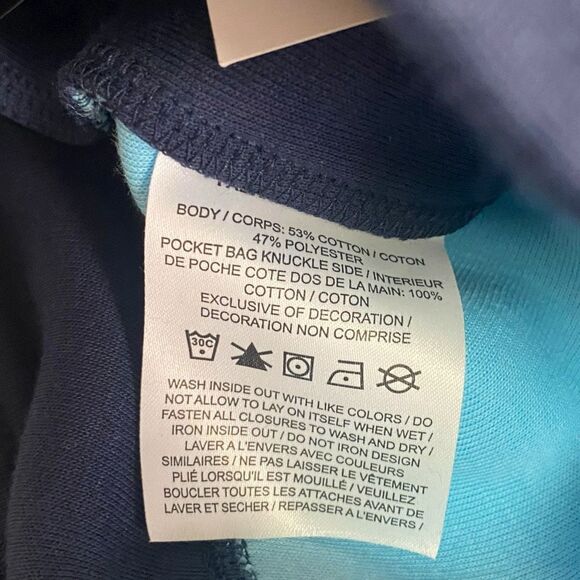 BODY / CORPS: 53% COTTON / COTON
47% POLYESTER
POCKET BAG KNUCKLE SIDE / INTERIEUR
DE POCHE COTE DOS DE LA MAIN: 100%
COTTON / COTON
EXCLUSIVE OF DECORATION /
DECORATION NON COMPRISE
30C
WASH INSIDE OUT WITH LIKE COLORS / DO
NOT ALLOW TO LAY ON ITSELF WHEN WET /
FASTEN ALL CLOSURES TO WASH AND DRY /
IRON INSIDE OUT / DO NOT IRON DESIGN
LAVER A L'ENVERS AVEC COULEURS
SIMILAIRES / NE PAS LAISSER LE VÊTEMENT
PLIÉ LORSQU'IL EST MOUILLÉ / VEUILLEZ
BOUCLER TOUTES LES ATTACHES AVANT DE
LAVER ET SECHER / REPASSER A L'ENVERS /